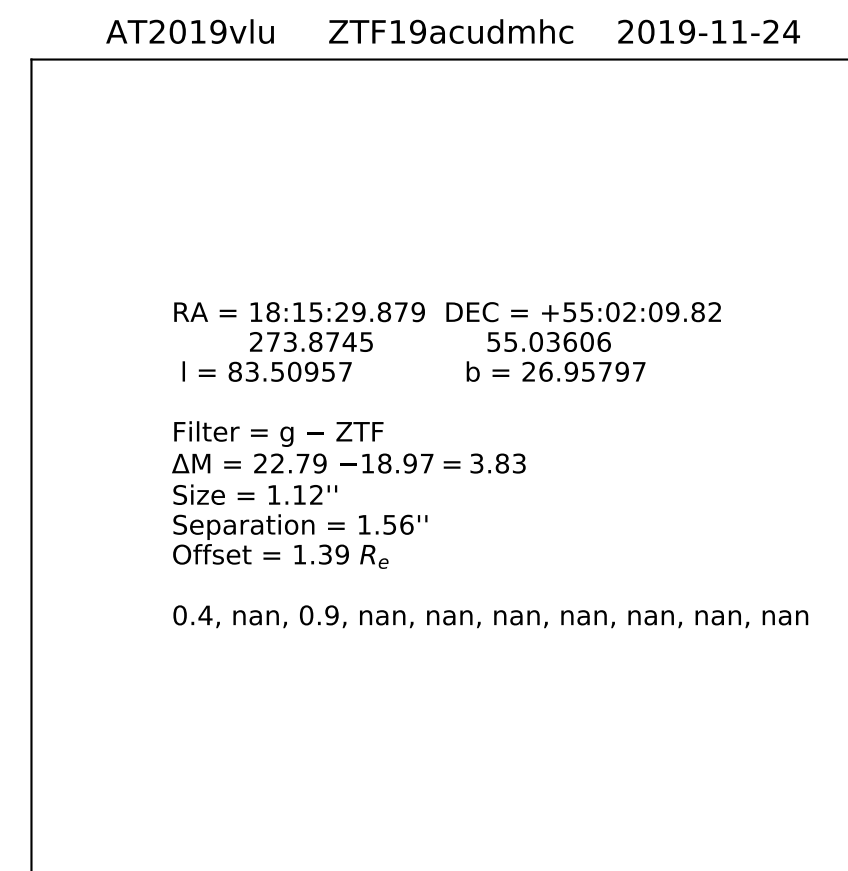 AT2019vlu ZTF19acudmhc 2019-11-24
RA = 18:15:29.879 DEC = +55:02:09.82
273.8745 55.03606
l = 83.50957 b = 26.95797
Filter = g − ZTF
ΔM = 22.79 −18.97 = 3.83
Size = 1.12''
Separation = 1.56''
Offset = 1.39 Rₑ
0.4, nan, 0.9, nan, nan, nan, nan, nan, nan, nan